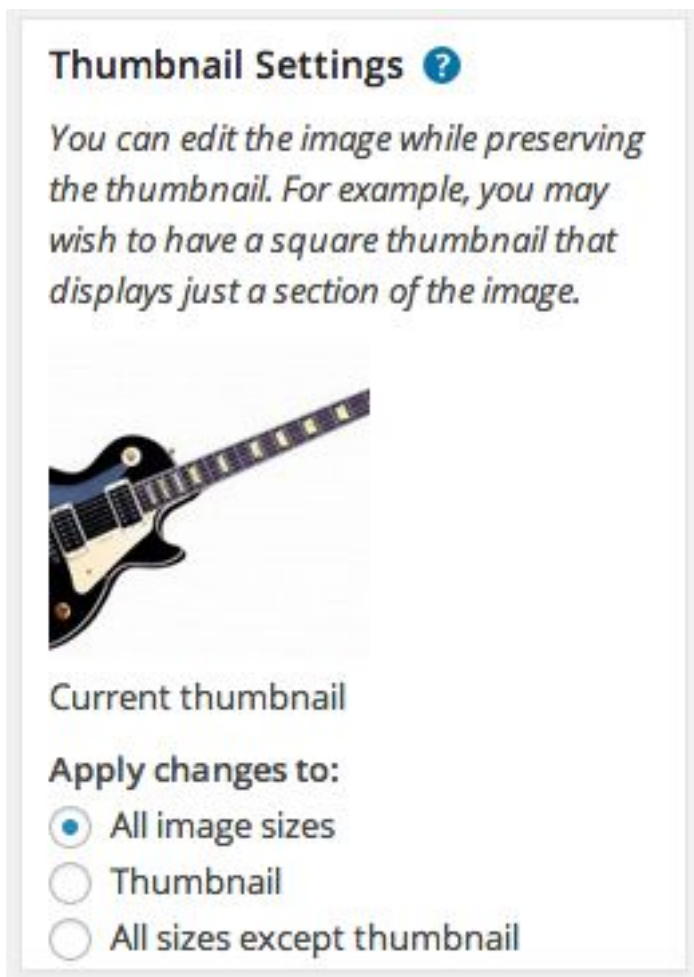 Thumbnail Settings ?
You can edit the image while preserving
the thumbnail. For example, you may
wish to have a square thumbnail that
displays just a section of the image.
Current thumbnail
Apply changes to:
All image sizes
Thumbnail
All sizes except thumbnail